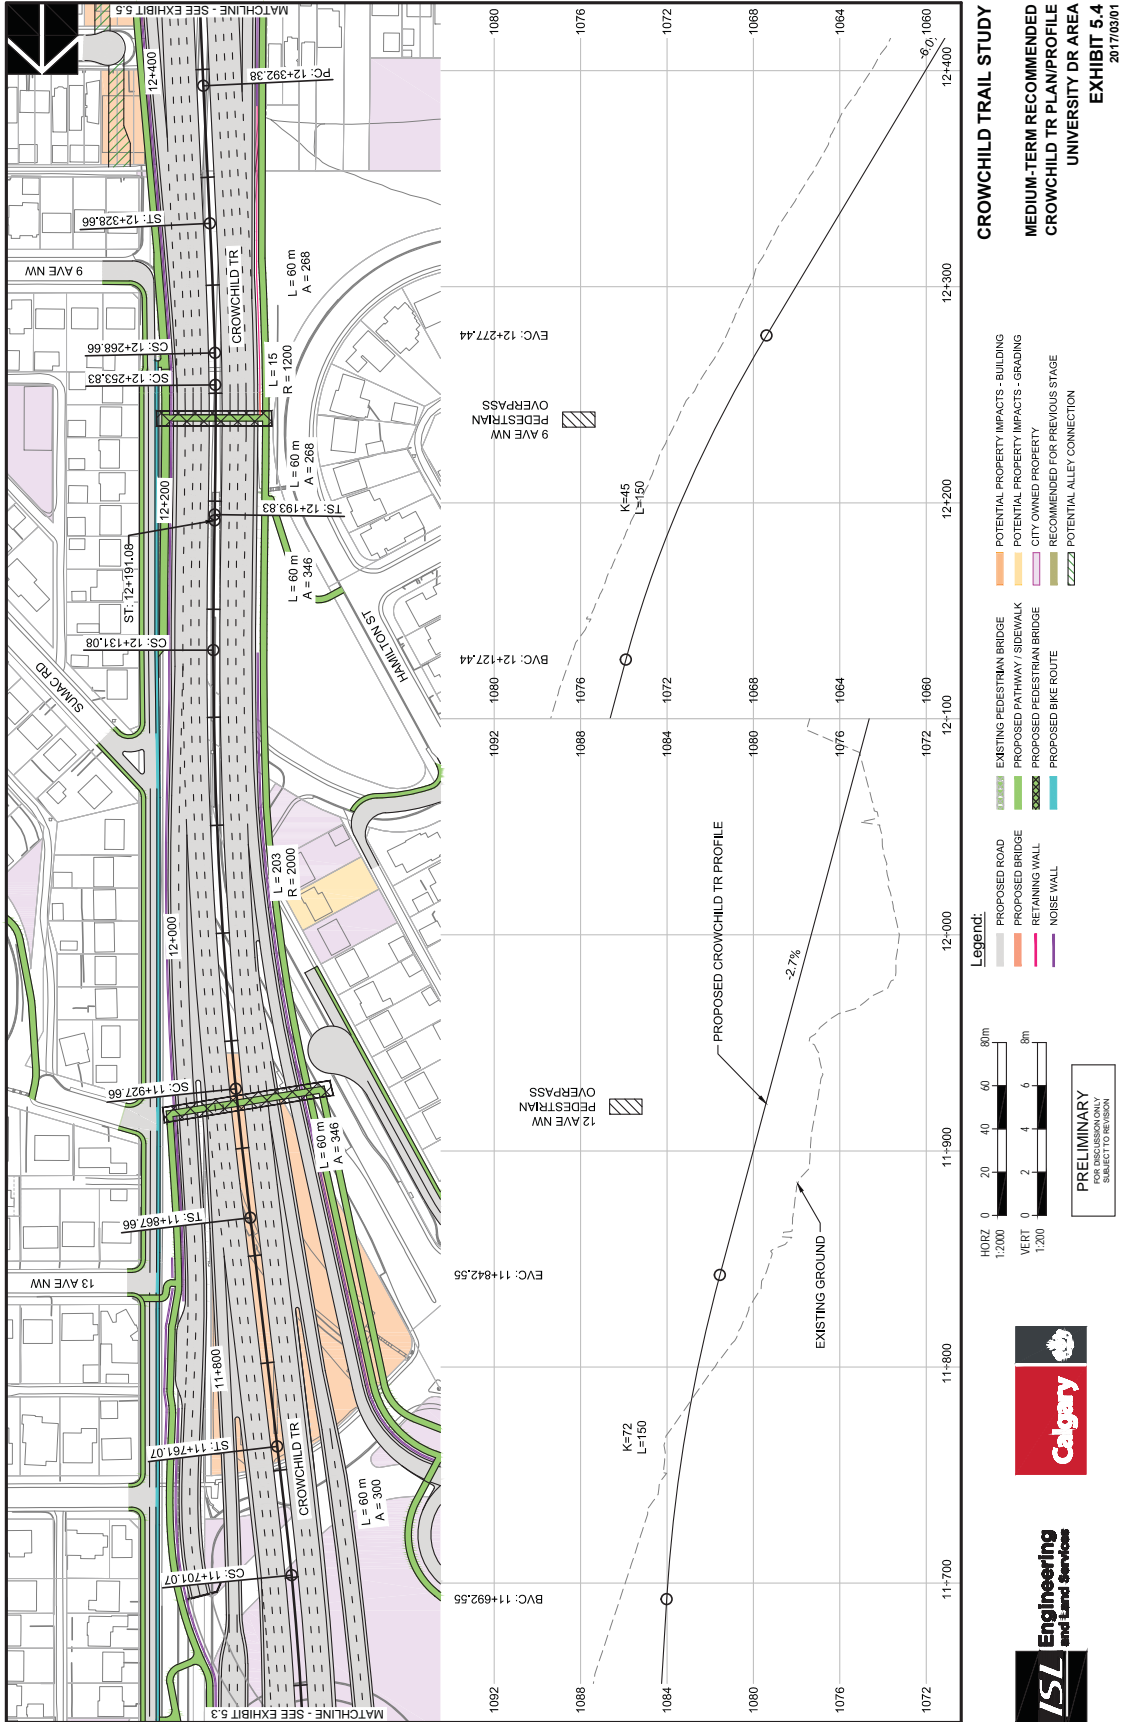 MATCHLINE - SEE EXHIBIT 5.5
12+400
PC: 12+392.38
ST: 12+328.66
9 AVE NW
CROWCHILD TR
L = 60 m
A = 268
CS: 12+268.66
SC: 12+253.83
L = 15
R = 1200
L = 60 m
A = 268
12+200
TS: 12+193.83
ST: 12+191.08
L = 60 m
A = 346
CS: 12+131.08
SUMAC RD
HAMILTON ST
L = 203
R = 2000
12+000
SC: 11+927.66
L = 60 m
A = 346
TS: 11+867.66
13 AVE NW
11+800
ST: 11+761.07
CROWCHILD TR
L = 60 m
A = 300
CS: 11+701.07
MATCHLINE - SEE EXHIBIT 5.3
1080
1076
1072
1068
1064
1060
-6.0
12+400
12+300
EVC: 12+277.44
9 AVE NW
PEDESTRIAN
OVERPASS
K=45
L=150
12+200
BVC: 12+127.44
1080
1076
1072
1068
1064
1060
12+100
1092
1088
1084
1080
1076
1072
PROPOSED CROWCHILD TR PROFILE
-2.7%
12+000
12 AVE NW
PEDESTRIAN
OVERPASS
11+900
EVC: 11+842.55
EXISTING GROUND
11+800
K=72
L=150
11+700
BVC: 11+692.55
1092
1088
1084
1080
1076
1072
CROWCHILD TRAIL STUDY
MEDIUM-TERM RECOMMENDED
CROWCHILD TR PLAN/PROFILE
UNIVERSITY DR AREA
EXHIBIT 5.4
2017/03/01
Legend:
PROPOSED ROAD
PROPOSED BRIDGE
RETAINING WALL
NOISE WALL
EXISTING PEDESTRIAN BRIDGE
PROPOSED PATHWAY / SIDEWALK
PROPOSED PEDESTRIAN BRIDGE
PROPOSED BIKE ROUTE
POTENTIAL PROPERTY IMPACTS - BUILDING
POTENTIAL PROPERTY IMPACTS - GRADING
CITY OWNED PROPERTY
RECOMMENDED FOR PREVIOUS STAGE
POTENTIAL ALLEY CONNECTION
HORZ
1:2000
0 20 40 60 80m
VERT
1:200
0 2 4 6 8m
PRELIMINARY
FOR DISCUSSION ONLY
SUBJECT TO REVISION
Calgary
ISL Engineering
and Land Services